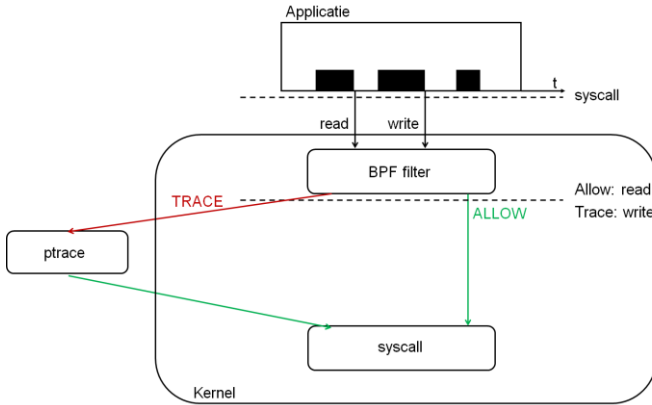 Applicatie
t
syscall
read
write
BPF filter
Allow: read
TRACE
ALLOW
Trace: write
ptrace
syscall
Kernel